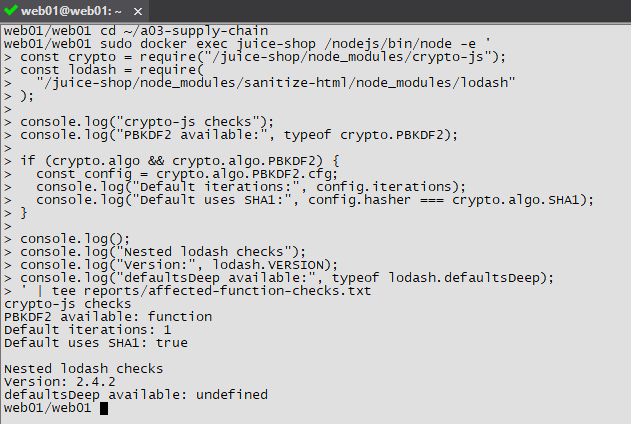 web01@web01: ~
web01/web01 cd ~/a03-supply-chain
web01/web01 sudo docker exec juice-shop /nodejs/bin/node -e '
> const crypto = require("/juice-shop/node_modules/crypto-js");
> const lodash = require(
>   "/juice-shop/node_modules/sanitize-html/node_modules/lodash"
> );
>
> console.log("crypto-js checks");
> console.log("PBKDF2 available:", typeof crypto.PBKDF2);
>
> if (crypto.algo && crypto.algo.PBKDF2) {
>   const config = crypto.algo.PBKDF2.cfg;
>   console.log("Default iterations:", config.iterations);
>   console.log("Default uses SHA1:", config.hasher === crypto.algo.SHA1);
> }
>
> console.log();
> console.log("Nested lodash checks");
> console.log("Version:", lodash.VERSION);
> console.log("defaultsDeep available:", typeof lodash.defaultsDeep);
> ' | tee reports/affected-function-checks.txt
crypto-js checks
PBKDF2 available: function
Default iterations: 1
Default uses SHA1: true

Nested lodash checks
Version: 2.4.2
defaultsDeep available: undefined
web01/web01